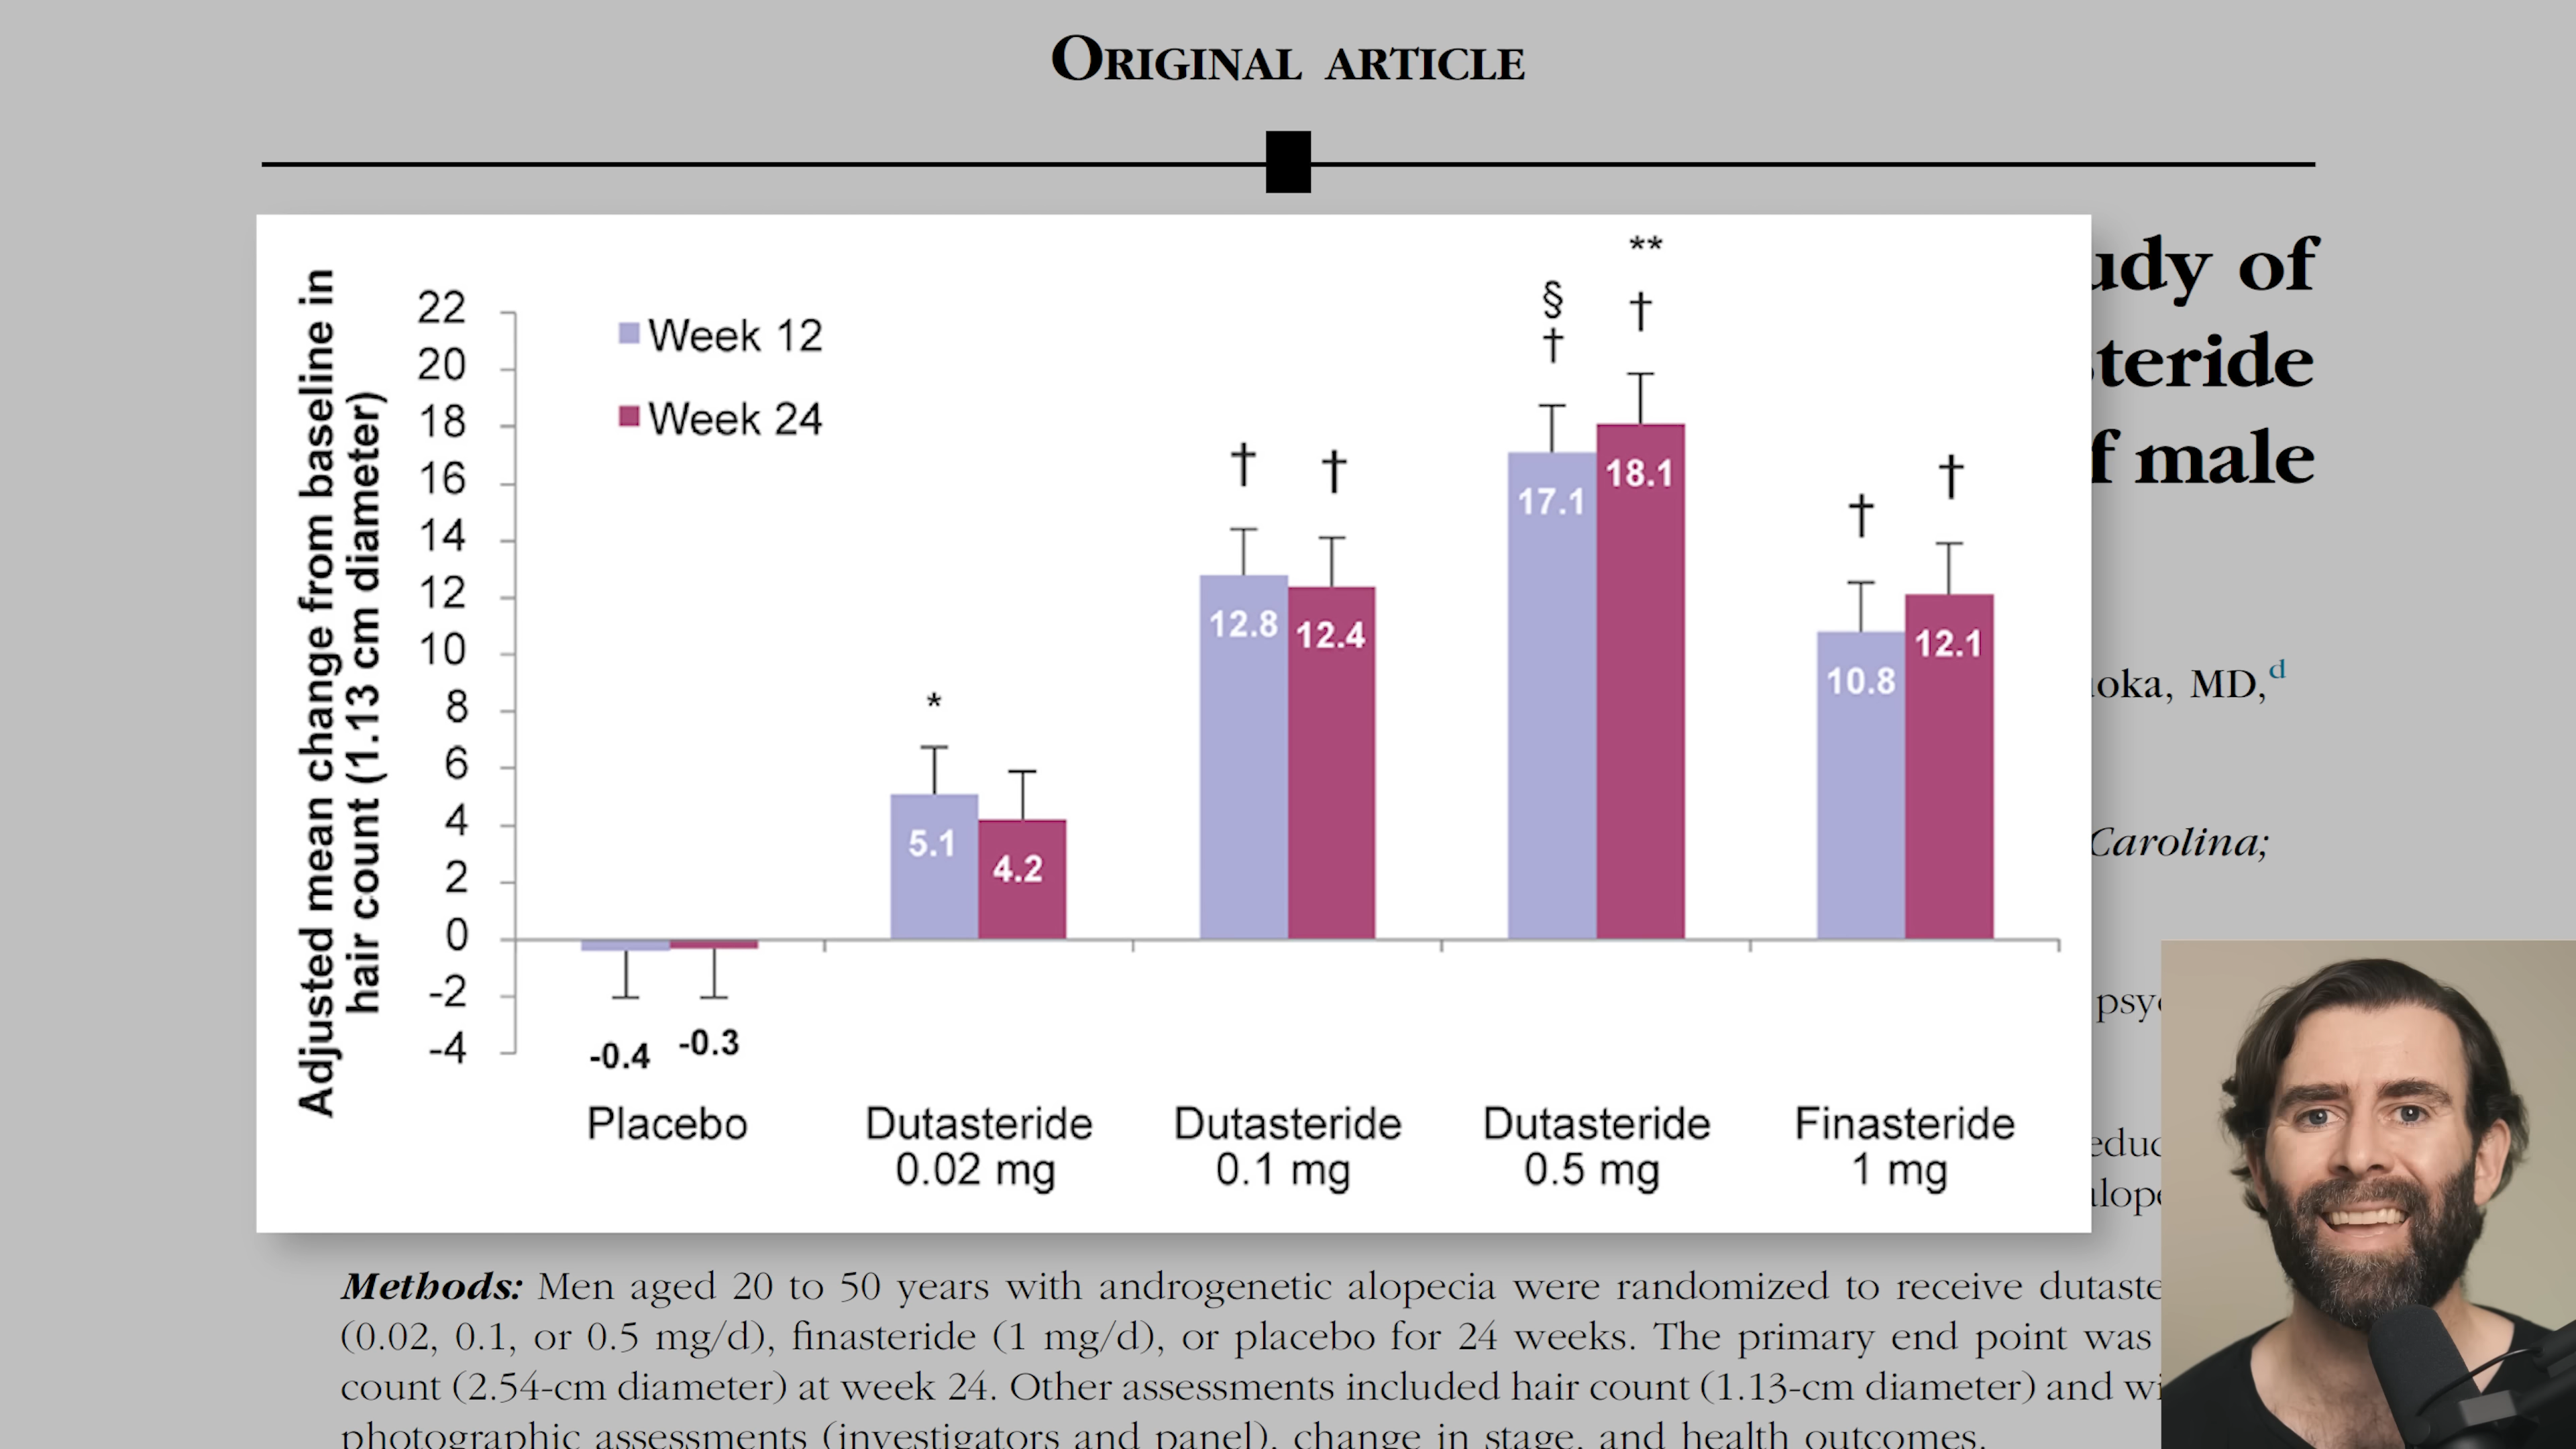 ORIGINAL ARTICLE
udy of
teride
f male
oka, MD,d
Carolina;
Adjusted mean change from baseline in
hair count (1.13 cm diameter)
22
20
18
16
14
12
10
8
6
4
2
0
-2
-4
Week 12
Week 24
-0.4
-0.3
*
5.1
4.2
†
†
12.8
12.4
§
†
**
†
17.1
18.1
†
†
10.8
12.1
Placebo
Dutasteride
0.02 mg
Dutasteride
0.1 mg
Dutasteride
0.5 mg
Finasteride
1 mg
Methods: Men aged 20 to 50 years with androgenetic alopecia were randomized to receive dutaste
(0.02, 0.1, or 0.5 mg/d), finasteride (1 mg/d), or placebo for 24 weeks. The primary end point was
count (2.54-cm diameter) at week 24. Other assessments included hair count (1.13-cm diameter) and wi
photographic assessments (investigators and panel), change in stage, and health outcomes.